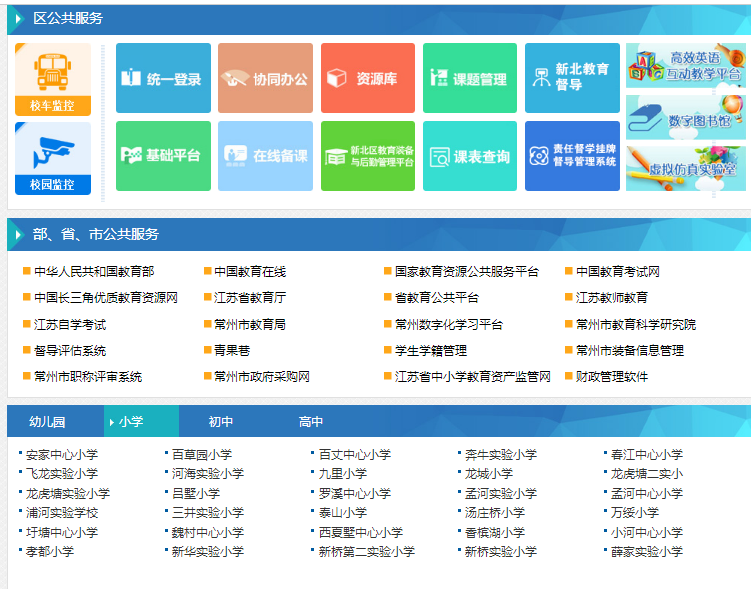 区公共服务
校车监控
统一登录
协同办公
资源库
课题管理
新北教育
督导
高效英语
互动教学平台
数字图书馆
校园监控
基础平台
在线备课
新北区教育装备
与后勤管理平台
课表查询
责任督学挂牌
督导管理系统
虚拟仿真实验室
部、省、市公共服务
中华人民共和国教育部 中国教育在线 国家教育资源公共服务平台 中国教育考试网
中国长三角优质教育资源网 江苏省教育厅 省教育公共平台 江苏教师教育
江苏自学考试 常州市教育局 常州数字化学习平台 常州市教育科学研究院
督导评估系统 青果巷 学生学籍管理 常州市装备信息管理
常州市职称评审系统 常州市政府采购网 江苏省中小学教育资产监管网 财政管理软件
幼儿园 小学 初中 高中
安家中心小学 百草园小学 百丈中心小学 奔牛实验小学 春江中心小学
飞龙实验小学 河海实验小学 九里小学 龙城小学 龙虎塘二实小
龙虎塘实验小学 吕墅小学 罗溪中心小学 孟河实验小学 孟河中心小学
浦河实验学校 三井实验小学 泰山小学 汤庄桥小学 万绥小学
圩塘中心小学 魏村中心小学 西夏墅中心小学 香槟湖小学 小河中心小学
孝都小学 新华实验小学 新桥第二实验小学 新桥实验小学 薛家实验小学